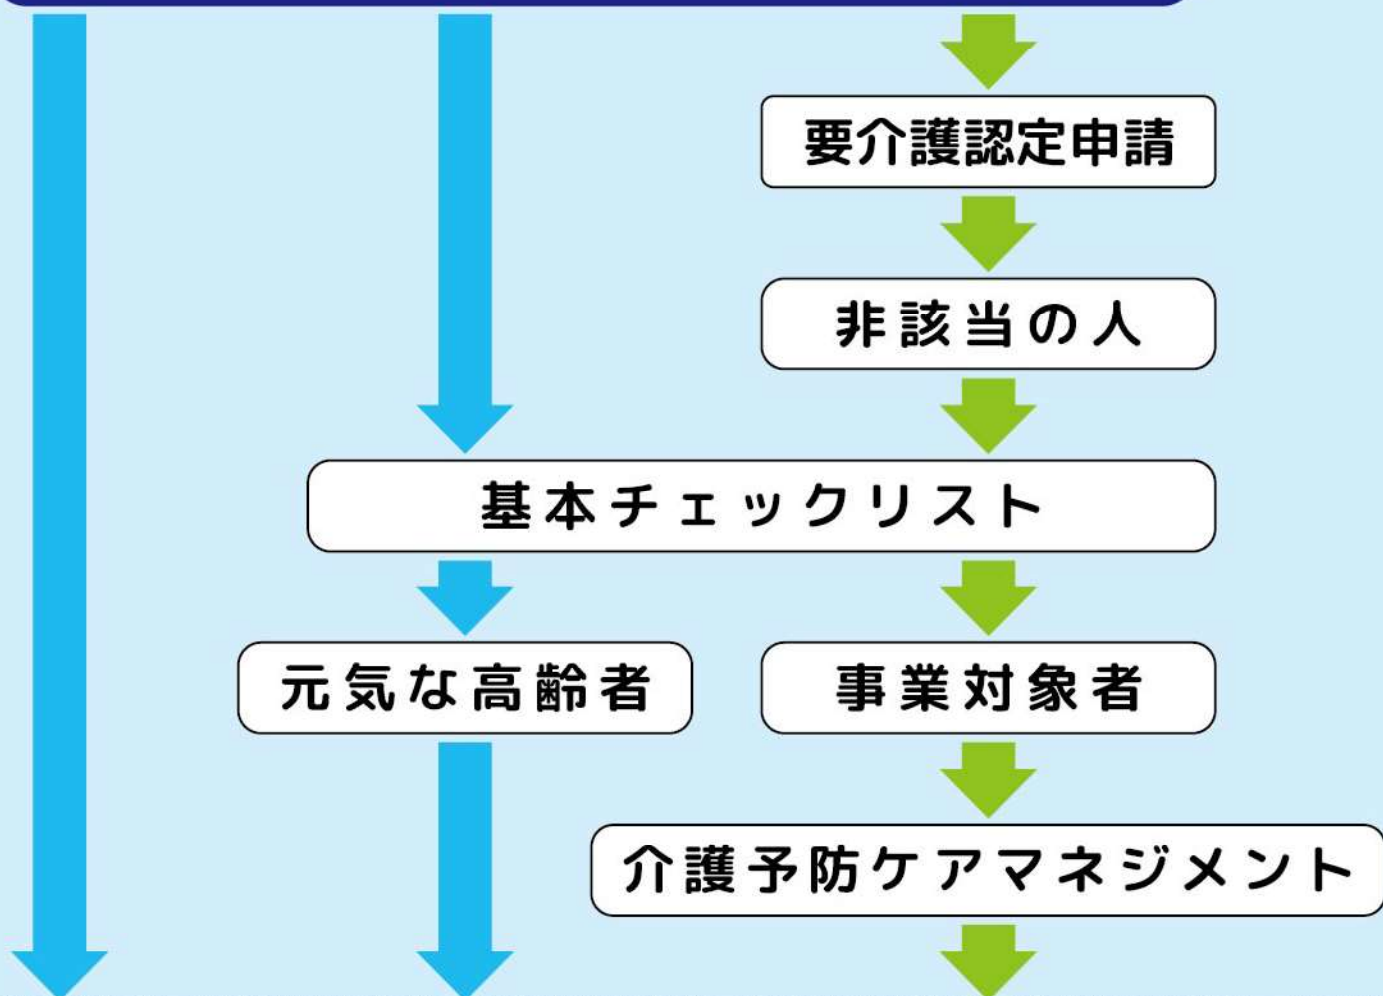 要介護認定申請
非該当の人
基本チェックリスト
元気な高齢者
事業対象者
介護予防ケアマネジメント